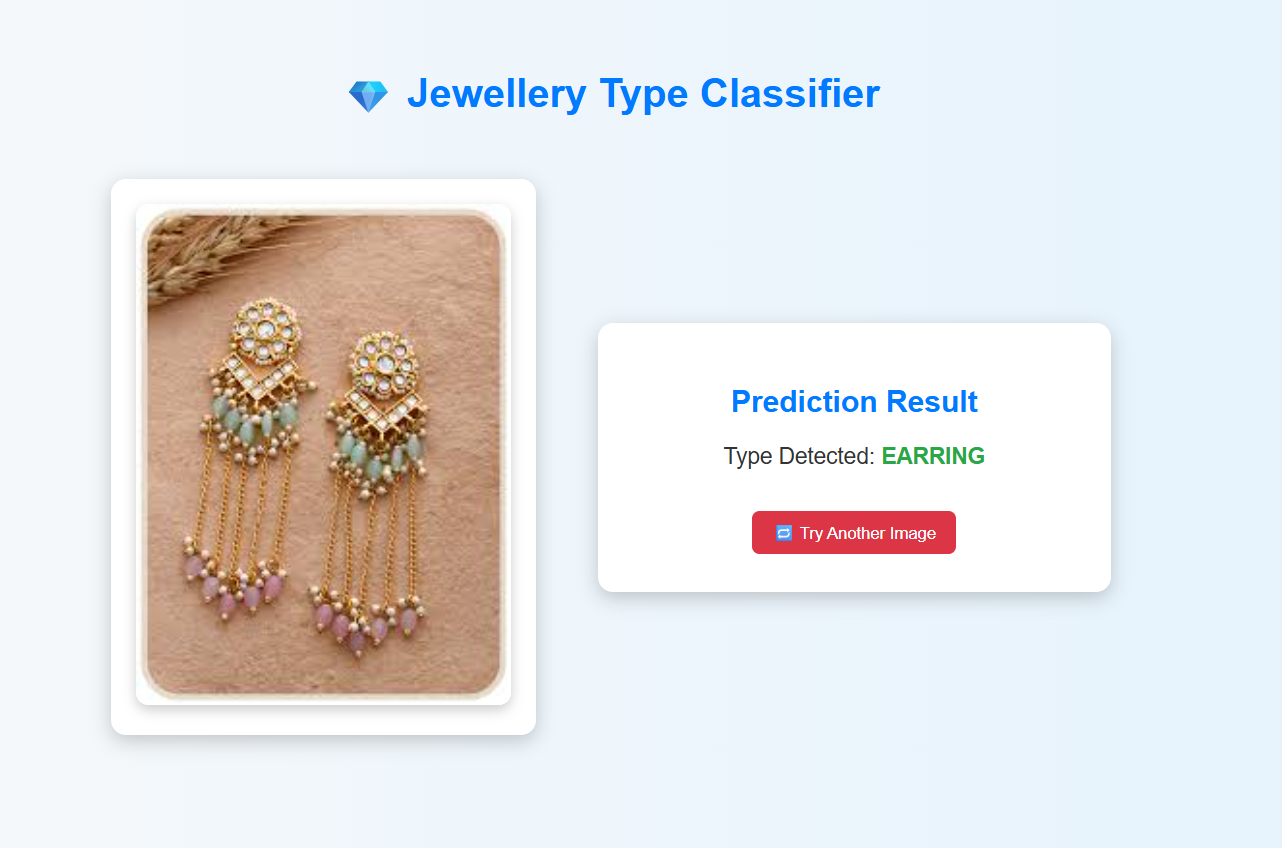 Jewellery Type Classifier
Prediction Result
Type Detected: EARRING
Try Another Image